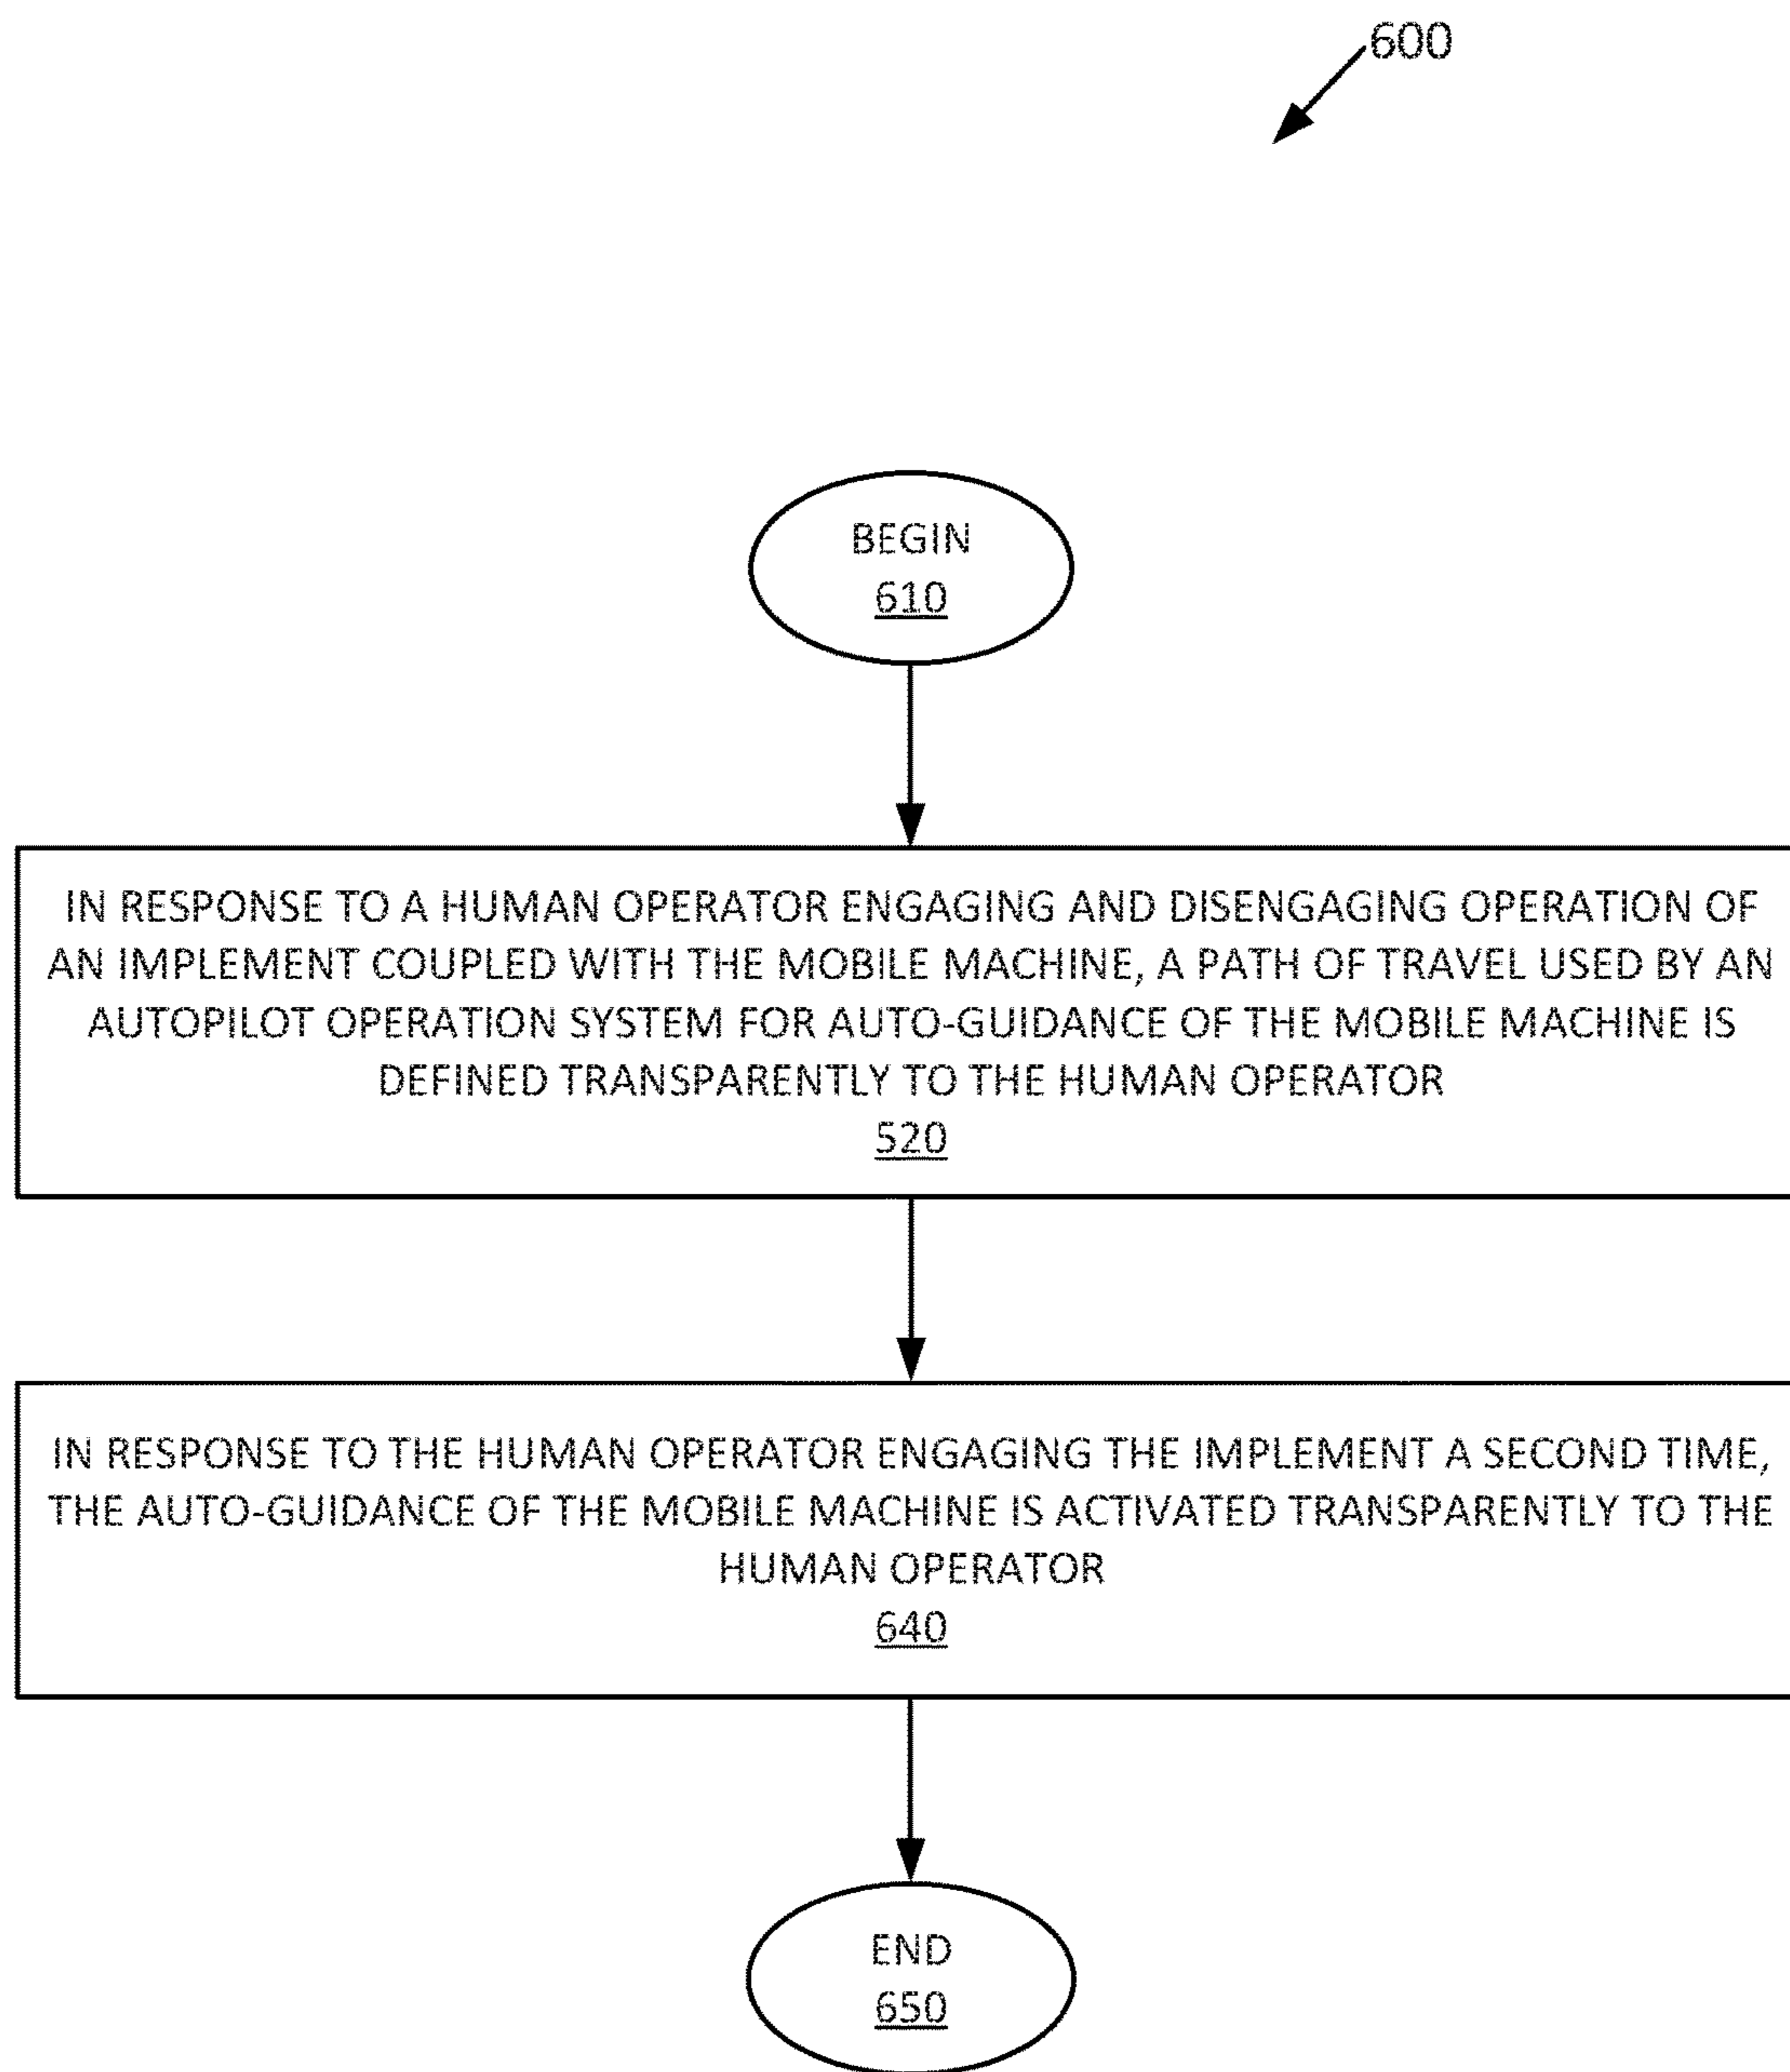 600
BEGIN
610
IN RESPONSE TO A HUMAN OPERATOR ENGAGING AND DISENGAGING OPERATION OF
AN IMPLEMENT COUPLED WITH THE MOBILE MACHINE, A PATH OF TRAVEL USED BY AN
AUTOPILOT OPERATION SYSTEM FOR AUTO-GUIDANCE OF THE MOBILE MACHINE IS
DEFINED TRANSPARENTLY TO THE HUMAN OPERATOR
520
IN RESPONSE TO THE HUMAN OPERATOR ENGAGING THE IMPLEMENT A SECOND TIME,
THE AUTO-GUIDANCE OF THE MOBILE MACHINE IS ACTIVATED TRANSPARENTLY TO THE
HUMAN OPERATOR
640
END
650